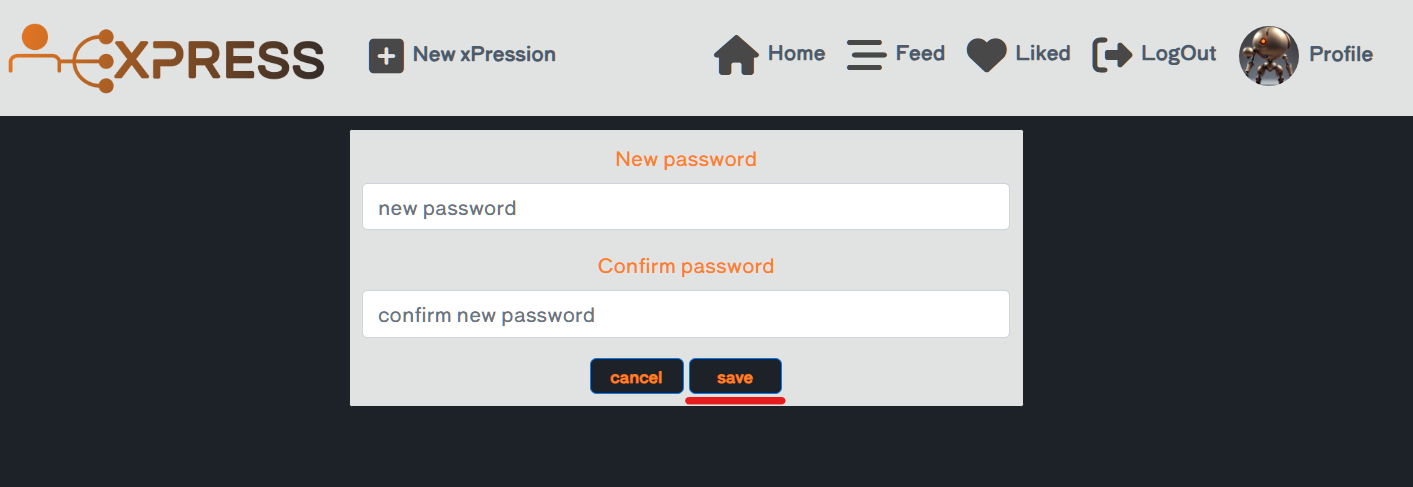 XPRESS
New xPression
Home
Feed
Liked
LogOut
Profile
New password
new password
Confirm password
confirm new password
cancel
save